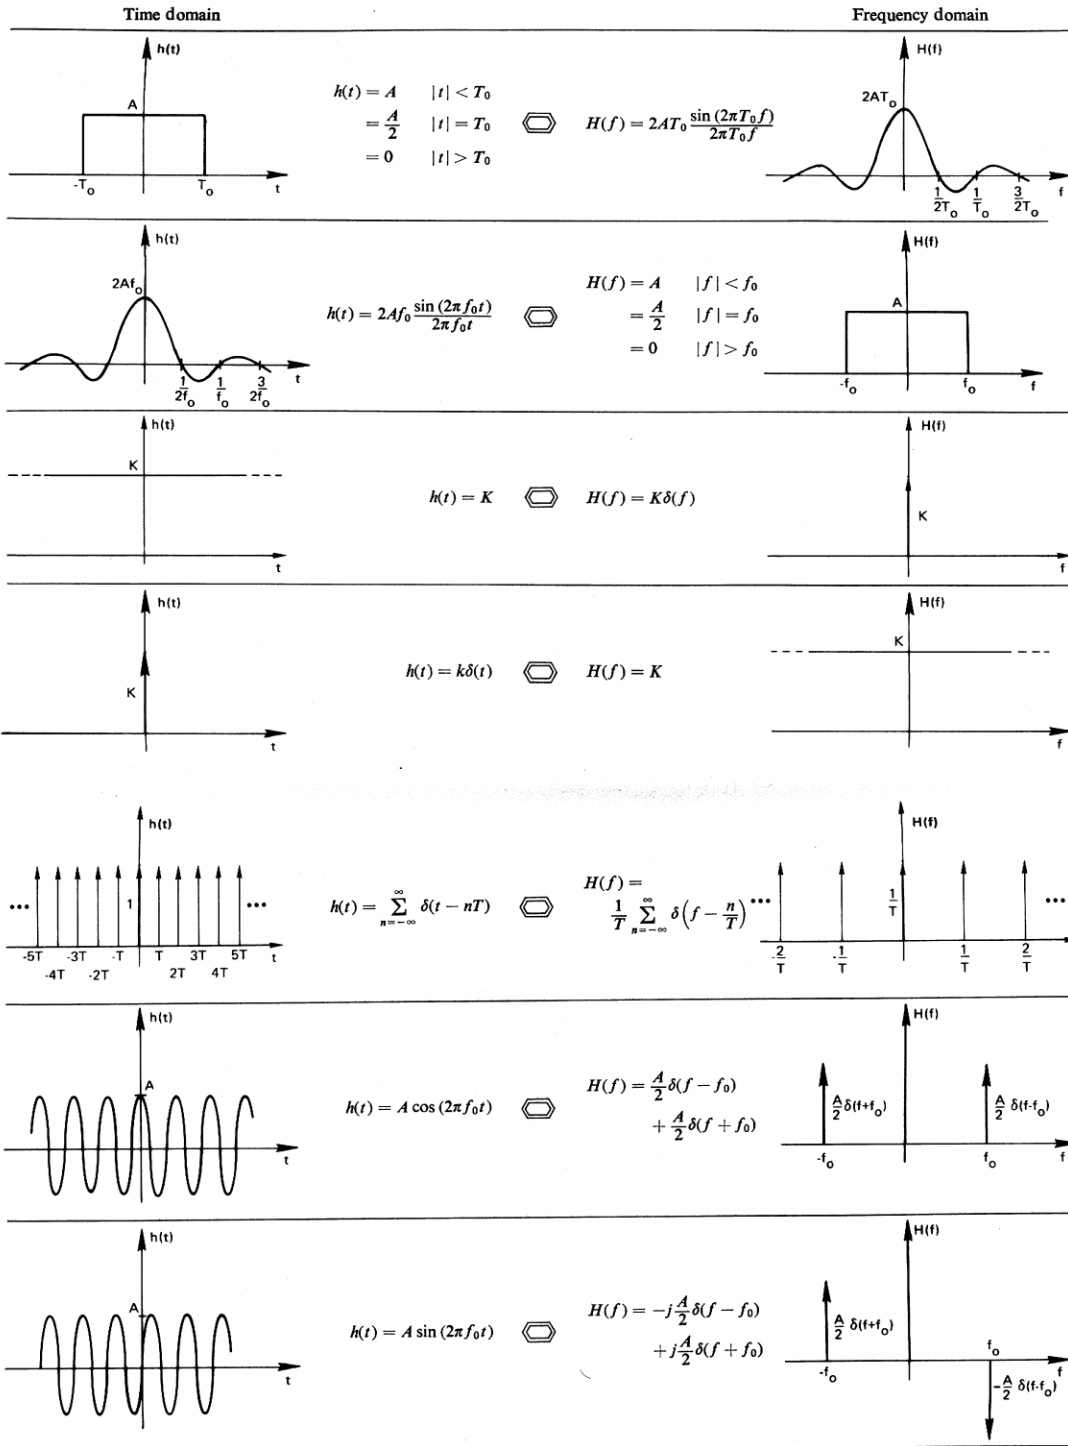 Time domain
Frequency domain
h(t)
A
-T₀
T₀
t
h(t) = A |t| < T₀
= A/2 |t| = T₀
= 0 |t| > T₀
H(f) = 2AT₀ sin (2πT₀f)/2πT₀f
H(f)
2AT₀
1/2T₀
1/T₀
3/2T₀
f
h(t)
2Af₀
1/2f₀
1/f₀
3/2f₀
t
h(t) = 2Af₀ sin (2πf₀t)/2πf₀t
H(f) = A |f| < f₀
= A/2 |f| = f₀
= 0 |f| > f₀
H(f)
A
-f₀
f₀
f
h(t)
K
t
h(t) = K
H(f) = Kδ(f)
H(f)
K
f
h(t)
K
t
h(t) = kδ(t)
H(f) = K
H(f)
K
f
h(t)
1
-5T -3T -T T 3T 5T t
-4T -2T 2T 4T
h(t) = ∑ₙ₌₋∞^∞ δ(t − nT)
H(f) =
1/T ∑ₙ₌₋∞^∞ δ(f − n/T)
H(f)
1/T
-2/T
-1/T
1/T
2/T
h(t)
A
t
h(t) = A cos (2πf₀t)
H(f) = A/2 δ(f − f₀)
+ A/2 δ(f + f₀)
H(f)
A/2 δ(f+f₀)
A/2 δ(f-f₀)
-f₀
f₀
f
h(t)
A
t
h(t) = A sin (2πf₀t)
H(f) = −j A/2 δ(f − f₀)
+j A/2 δ(f + f₀)
H(f)
A/2 δ(f+f₀)
-f₀
f₀
f
-A/2 δ(f-f₀)